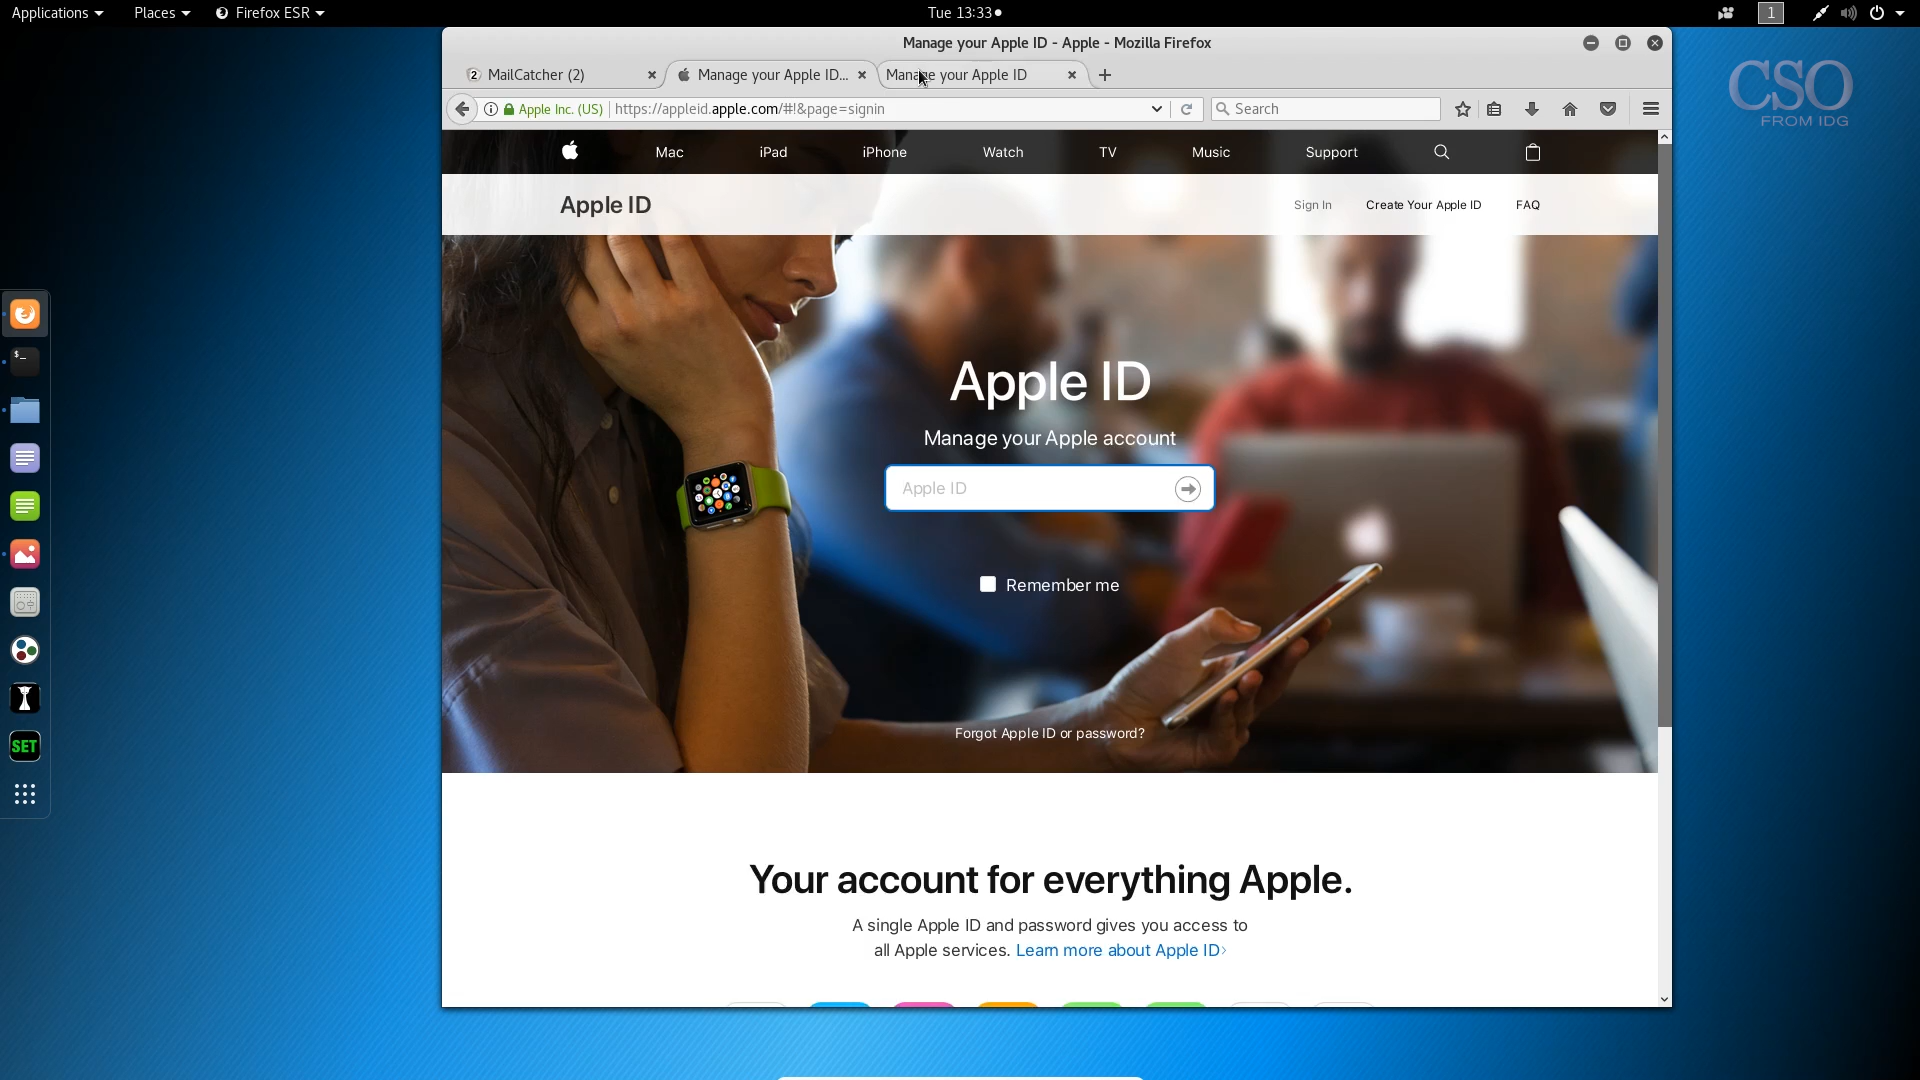 Applications Places Firefox ESR Tue 13:33 1
Manage your Apple ID - Apple - Mozilla Firefox
2 MailCatcher (2) Manage your Apple ID... Manage your Apple ID
Apple Inc. (US) https://appleid.apple.com/#!&page=signin Search
CSO
FROM IDG
Mac iPad iPhone Watch TV Music Support
Apple ID Sign In Create Your Apple ID FAQ
Apple ID
Manage your Apple account
Apple ID
Remember me
Forgot Apple ID or password?
$_
SET
Your account for everything Apple.
A single Apple ID and password gives you access to
all Apple services. Learn more about Apple ID›